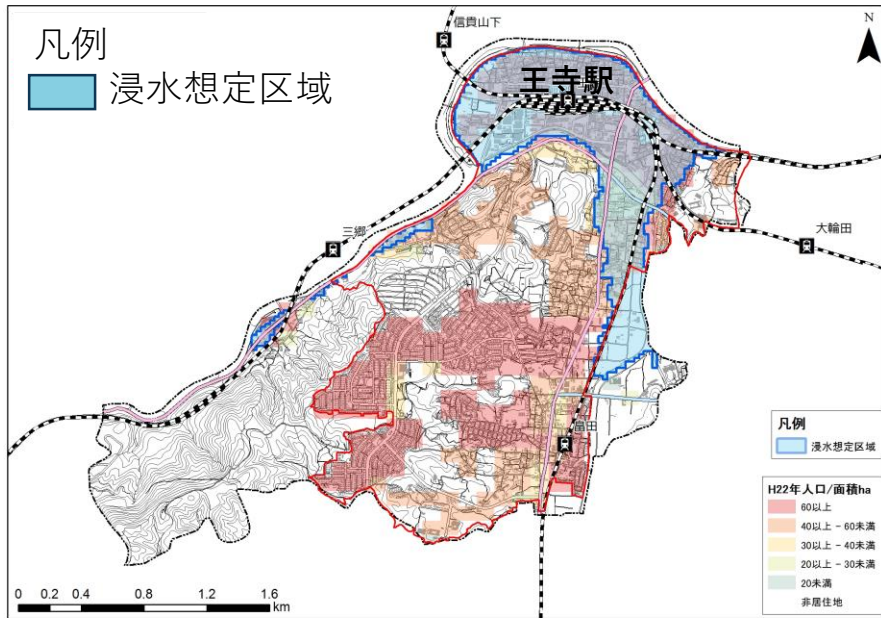 凡例
浸水想定区域
信貴山下
N
王寺駅
三郷
大輪田
畠田
凡例
浸水想定区域
H22年人口/面積ha
60以上
40以上 - 60未満
30以上 - 40未満
20以上 - 30未満
20未満
非居住地
0 0.2 0.4 0.8 1.2 1.6
km